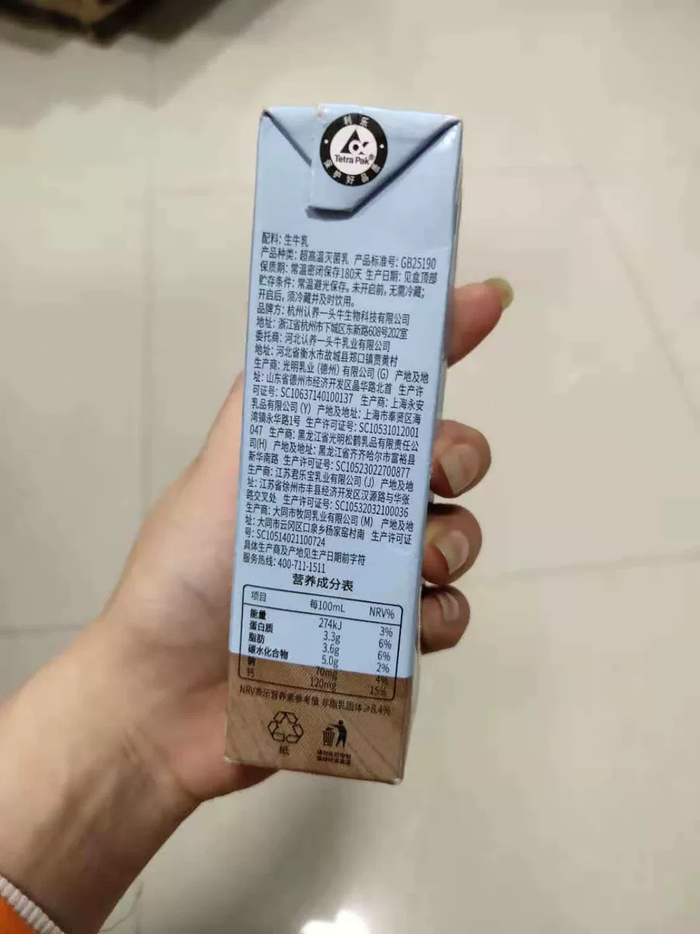 利乐
Tetra Pak®
保护好品质
配料: 生牛乳
产品种类: 超高温灭菌乳 产品标准号: GB25190
保质期: 常温密闭保存180天 生产日期: 见盒顶部
贮存条件: 常温避光保存。未开启前, 无需冷藏;
开启后, 须冷藏并及时饮用。
品牌方: 杭州认养一头牛生物科技有限公司
地址: 浙江省杭州市下城区东新路608号202室
委托商: 河北认养一头牛乳业有限公司
地址: 河北省衡水市故城县郑口镇贾黄村
生产商: 光明乳业(德州)有限公司(G) 产地及地
址: 山东省德州市经济开发区晶华路北首 生产许
可证号: SC10637140100137 生产商: 上海永安
乳品有限公司(Y) 产地及地址: 上海市奉贤区海
湾镇永华路1号 生产许可证号: SC10531012001
047 生产商: 黑龙江省光明松鹤乳品有限责任公
司(H) 产地及地址: 黑龙江省齐齐哈尔市富裕县
新华南路 生产许可证号: SC10523022700877
生产商: 江苏君乐宝乳业有限公司(J) 产地及地
址: 江苏省徐州市丰县经济开发区汉源路与华张
路交叉处 生产许可证号: SC10532032100036
生产商: 大同市牧同乳业有限公司(M) 产地及地
址: 大同市云冈区口泉乡杨家窑村南 生产许可证
号: SC10514021100724
具体生产商及产地见生产日期前字符
服务热线: 400-711-1511
营养成分表
项目 每100mL NRV%
能量 274kJ 3%
蛋白质 3.3g 6%
脂肪 3.6g 6%
碳水化合物 5.0g 2%
钠 70mg 4%
钙 120mg 15%
NRV表示营养素参考值 非脂乳固体≥8.4%
纸